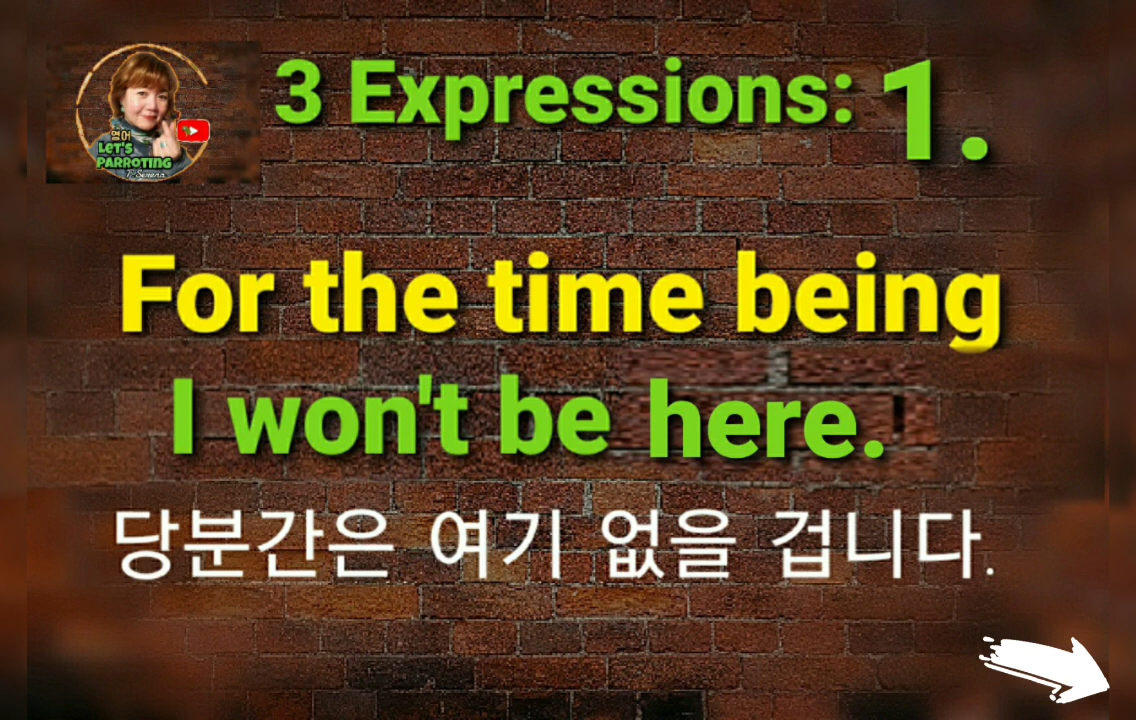 3 Expressions: 1.
영어
LET'S
PARROTING
For the time being
I won't be here.
당분간은 여기 없을 겁니다.